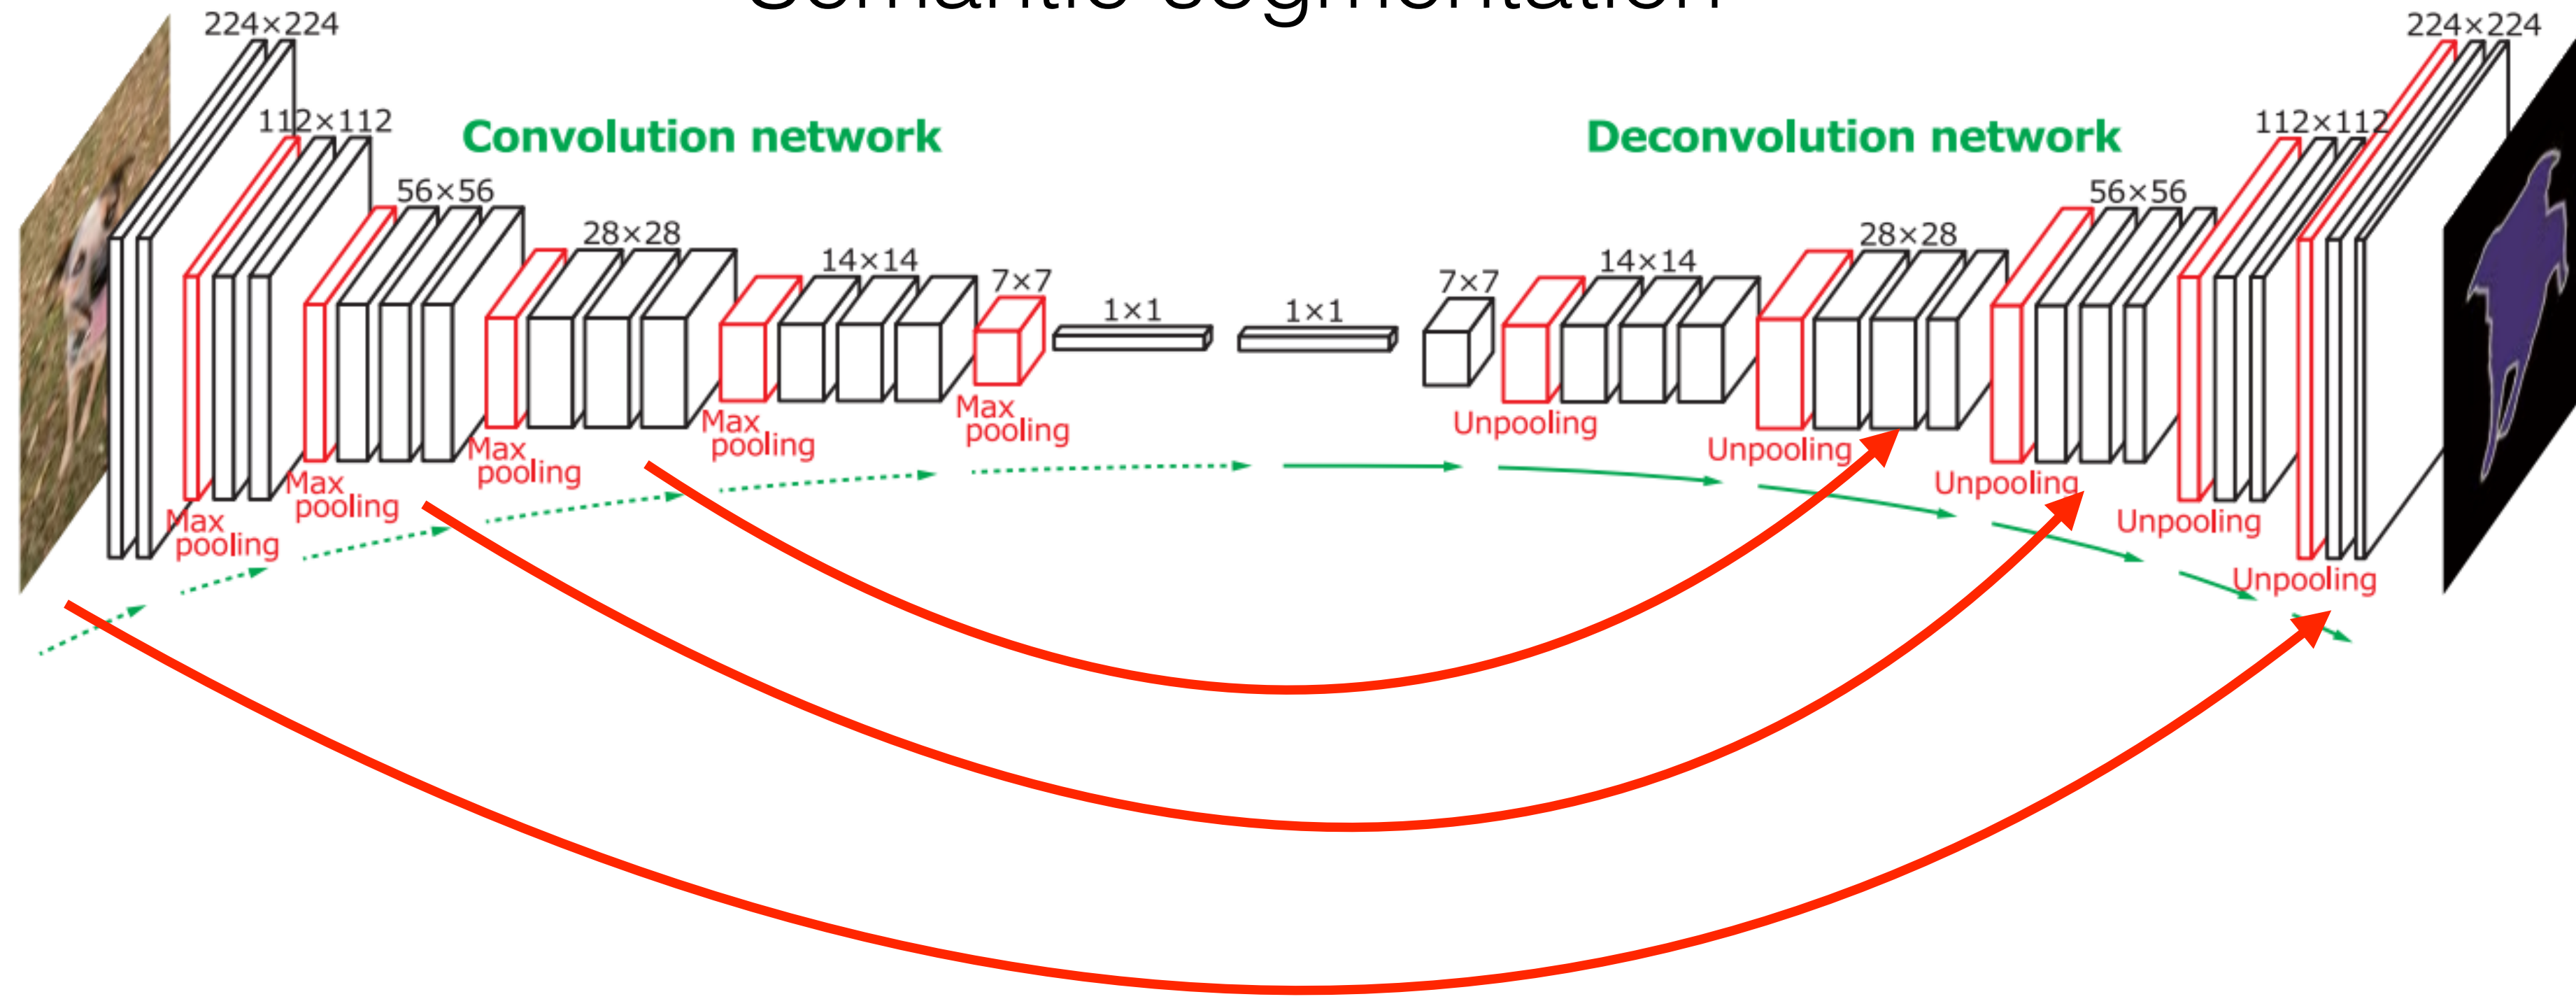 Semantic segmentation
224×224
224×224
112×112
112×112
Convolution network
Deconvolution network
56×56
56×56
28×28
28×28
14×14
14×14
7×7
7×7
1×1
1×1
Max
pooling
Max
pooling
Max
pooling
Max
pooling
Max
pooling
Unpooling
Unpooling
Unpooling
Unpooling
Unpooling